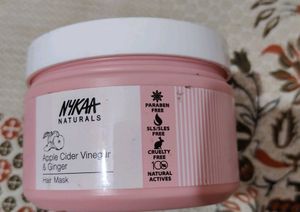 NYKAA
NATURALS
Apple Cider Vinegar
& Ginger
Hair Mask
PARABEN
FREE
SLS/SLES
FREE
CRUELTY
FREE
100%
NATURAL
ACTIVES